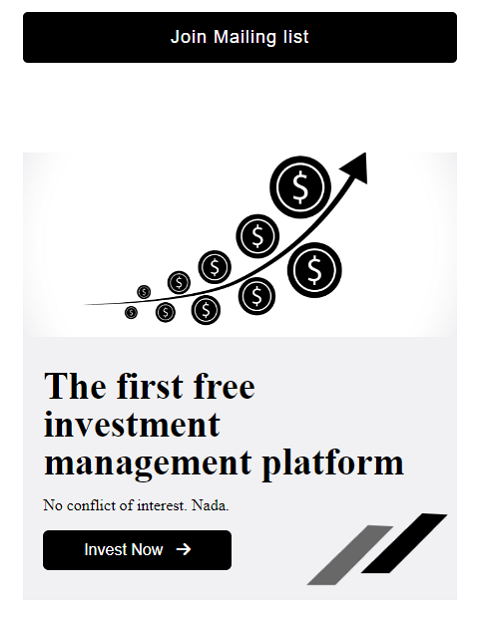 Join Mailing list
$
$
$
$
$
$
$
$
$
$
The first free
investment
management platform
No conflict of interest. Nada.
Invest Now